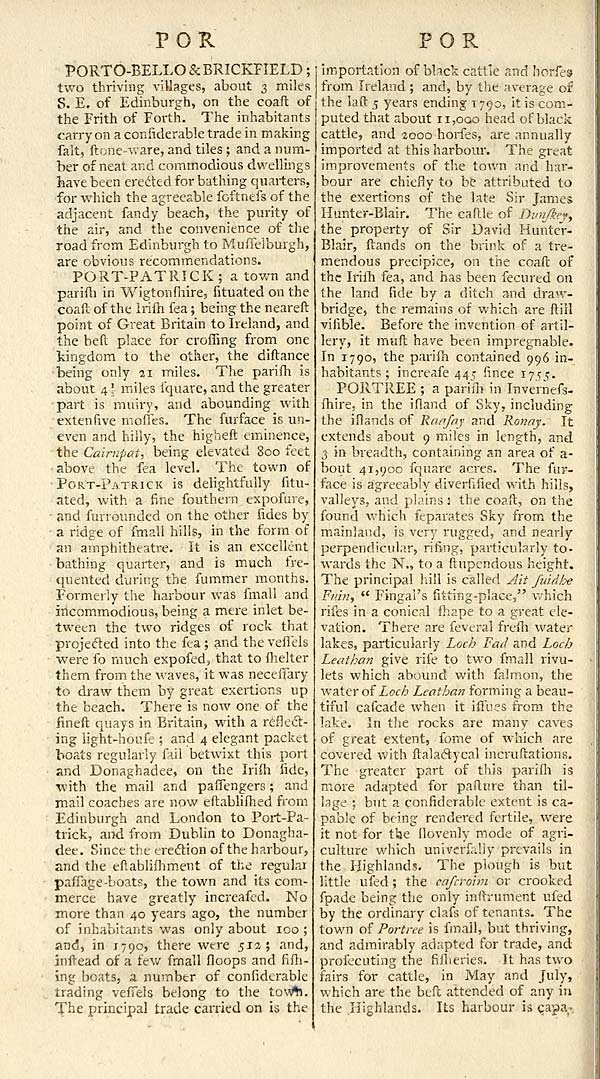 POR
PORTO-BELLO & BRICKFIELD;
two thriving villages, about 3 miles
S. E. of Edinburgh, on the coaſt of
the Frith of Forth. The inhabitants
carry on a conſiderable trade in making
ſalt, ſtone-ware, and tiles; and a num-
ber of neat and commodious dwellings
have been erected for bathing quarters,
for which the agreeable ſoftneſs of the
adjacent ſandy beach, the purity of
the air, and the convenience of the
road from Edinburgh to Muſſelburgh,
are obvious recommendations.
PORT-PATRICK; a town and
pariſh in Wigtonſhire, ſituated on the
coaſt of the Iriſh ſea; being the neareſt
point of Great Britain to Ireland, and
the beſt place for croſſing from one
kingdom to the other, the diſtance
being only 21 miles. The pariſh is
about 4½ miles ſquare, and the greater
part is muiry, and abounding with
extenſive moſſes. The ſurface is un-
even and hilly, the higheſt eminence,
the Cairnpat, being elevated 800 feet
above the ſea level. The town of
PORT-PATRICK is delightfully ſitu-
ated, with a fine ſouthern expoſure,
and ſurrounded on the other ſides by
a ridge of ſmall hills, in the form of
an amphitheatre. It is an excellent
bathing quarter, and is much fre-
quented during the ſummer months.
Formerly the harbour was ſmall and
incommodious, being a mere inlet be-
tween the two ridges of rock that
projected into the ſea; and the veſſels
were ſo much expoſed, that to ſhelter
them from the waves, it was neceſſary
to draw them by great exertions up
the beach. There is now one of the
fineſt quays in Britain, with a reflect-
ing light-houſe; and 4 elegant packet
boats regularly ſail betwixt this port
and Donaghadee, on the Iriſh ſide,
with the mail and paſſengers; and
mail coaches are now eſtabliſhed from
Edinburgh and London to Port-Pa-
trick, and from Dublin to Donagha-
dee. Since the erection of the harbour,
and the eſtabliſhment of the regular
paſſage-boats, the town and its com-
merce have greatly increaſed. No
more than 40 years ago, the number
of inhabitants was only about 100;
and, in 1790, there were 512; and,
inſtead of a few ſmall ſloops and fiſh-
ing boats, a number of conſiderable
trading veſſels belong to the town.
The principal trade carried on is the
POR
importation of black cattle and horſes
from Ireland; and, by the average of
the laſt 5 years ending 1790, it is com-
puted that about 11,000 head of black
cattle, and 2000 horſes, are annually
imported at this harbour. The great
improvements of the town and har-
bour are chiefly to be attributed to
the exertions of the late Sir James
Hunter-Blair. The caſtle of Dunſkey,
the property of Sir David Hunter-
Blair, ſtands on the brink of a tre-
mendous precipice, on the coaſt of
the Iriſh ſea, and has been ſecured on
the land ſide by a ditch and draw-
bridge, the remains of which are ſtill
viſible. Before the invention of artil-
lery, it muſt have been impregnable.
In 1790, the pariſh contained 996 in-
habitants; increaſe 445 ſince 1755.
PORTREE; a pariſh in Inverneſs-
ſhire, in the iſland of Sky, including
the iſlands of Raaſay and Ronay. It
extends about 9 miles in length, and
3 in breadth, containing an area of a-
bout 41,900 ſquare acres. The ſur-
face is agreeably diverſified with hills,
valleys, and plains: the coaſt, on the
ſound which ſeparates Sky from the
mainland, is very rugged, and nearly
perpendicular, riſing, particularly to-
wards the N., to a ſtupendous height.
The principal hill is called Ait ſuidhe
Fuin, "Fingal's ſitting-place," which
riſes in a conical ſhape to a great ele-
vation. There are ſeveral freſh water
lakes, particularly Loch Fad and Loch
Leathan give riſe to two ſmall rivu-
lets which abound with ſalmon, the
water of Loch Leathan forming a beau-
tiful caſcade when it iſſues from the
lake. In the rocks are many caves
of great extent, ſome of which are
covered with ſtalactycal incruſtations.
The greater part of this pariſh is
more adapted for paſture than til-
lage; but a conſiderable extent is ca-
pable of being rendered fertile, were
it not for the ſlovenly mode of agri-
culture which univerſally prevails in
the Highlands. The plough is but
little uſed; the caſcroim or crooked
ſpade being the only inſtrument uſed
by the ordinary claſs of tenants. The
town of Portree is ſmall, but thriving,
and admirably adapted for trade, and
proſecuting the fiſheries. It has two
fairs for cattle, in May and July,
which are the beſt attended of any in
the Highlands. Its harbour is capa-